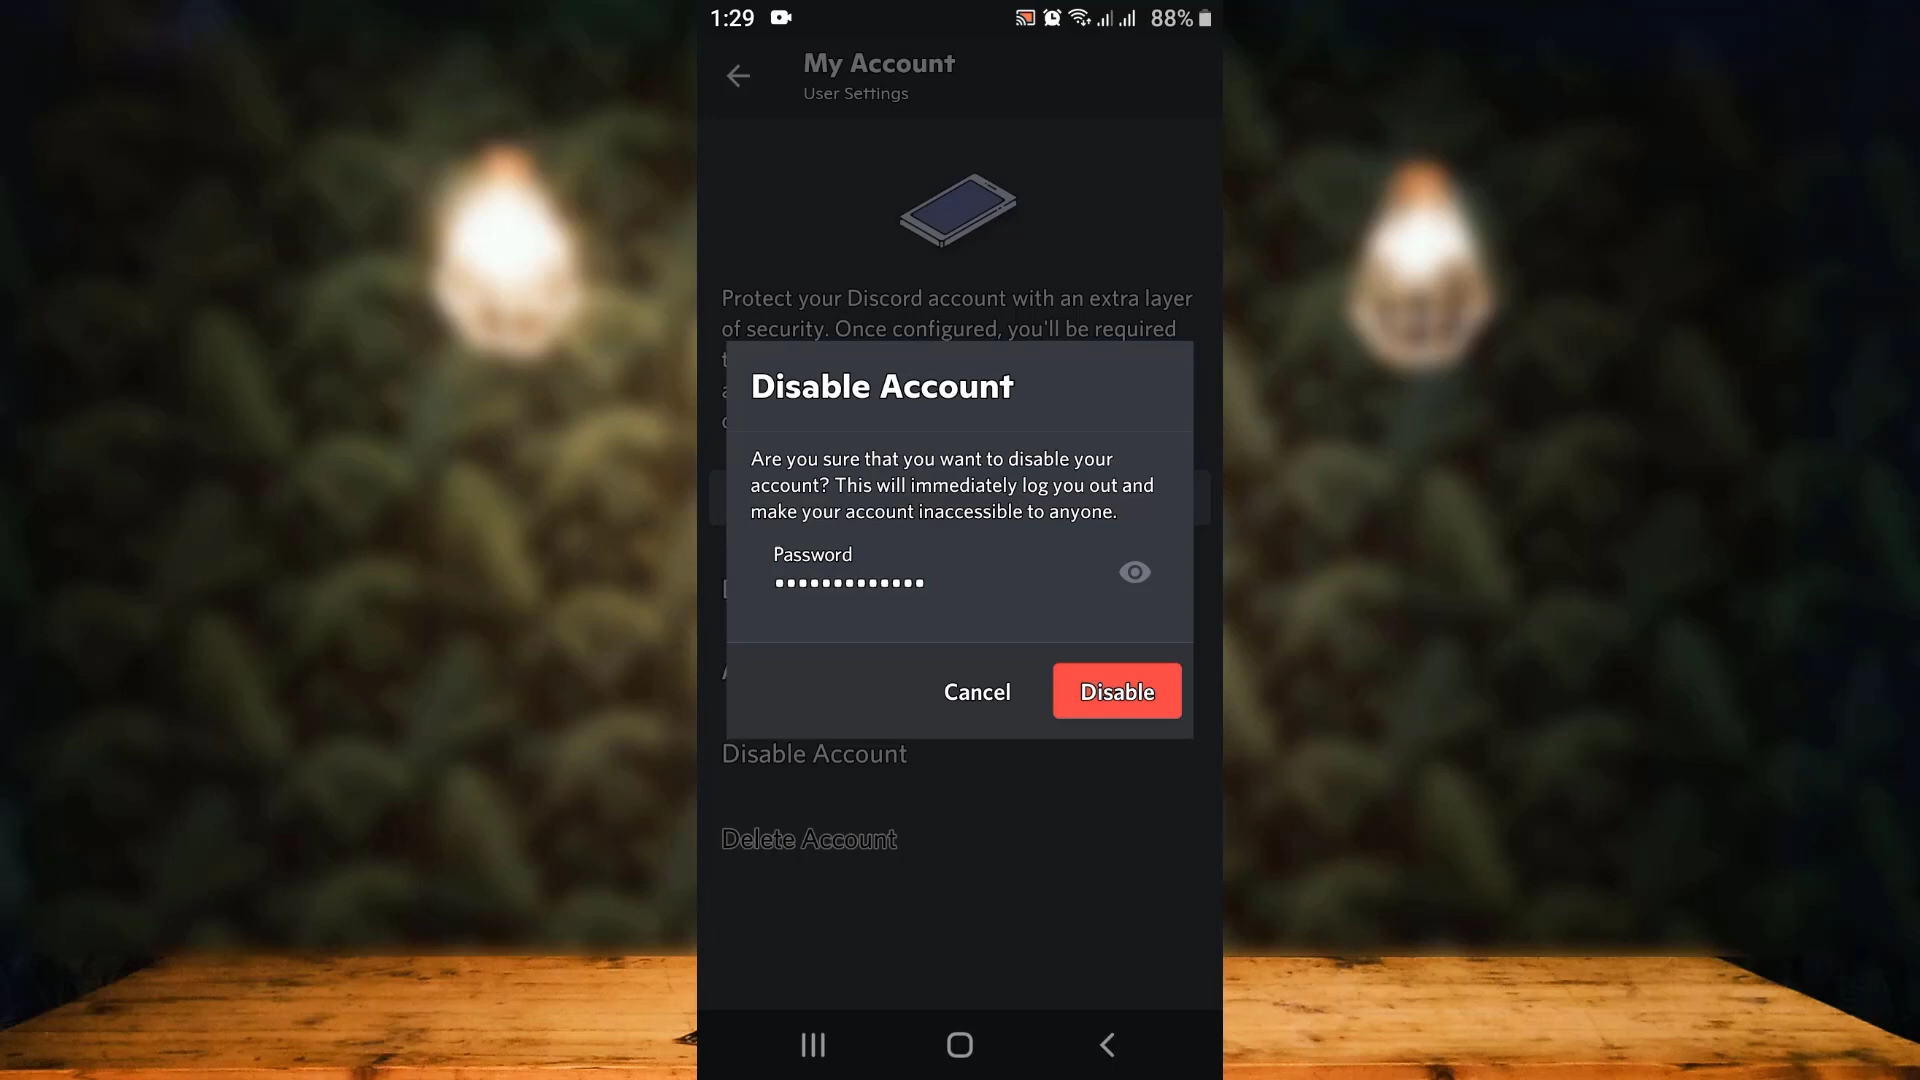 1:29
88%
My Account
User Settings
Protect your Discord account with an extra layer
of security. Once configured, you'll be required
Disable Account
Are you sure that you want to disable your
account? This will immediately log you out and
make your account inaccessible to anyone.
Password
Cancel
Disable
Disable Account
Delete Account